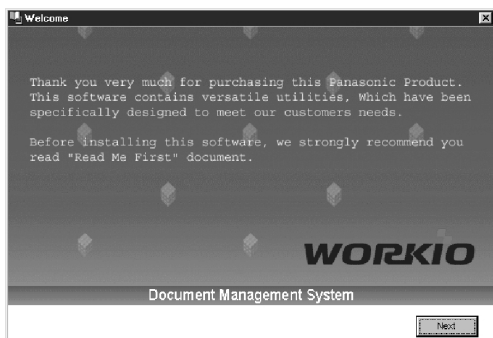 Welcome
Thank you very much for purchasing this Panasonic Product.
This software contains versatile utilities, Which have been
specifically designed to meet our customers needs.
Before installing this software, we strongly recommend you
read "Read Me First" document.
WORKIO
Document Management System
Next